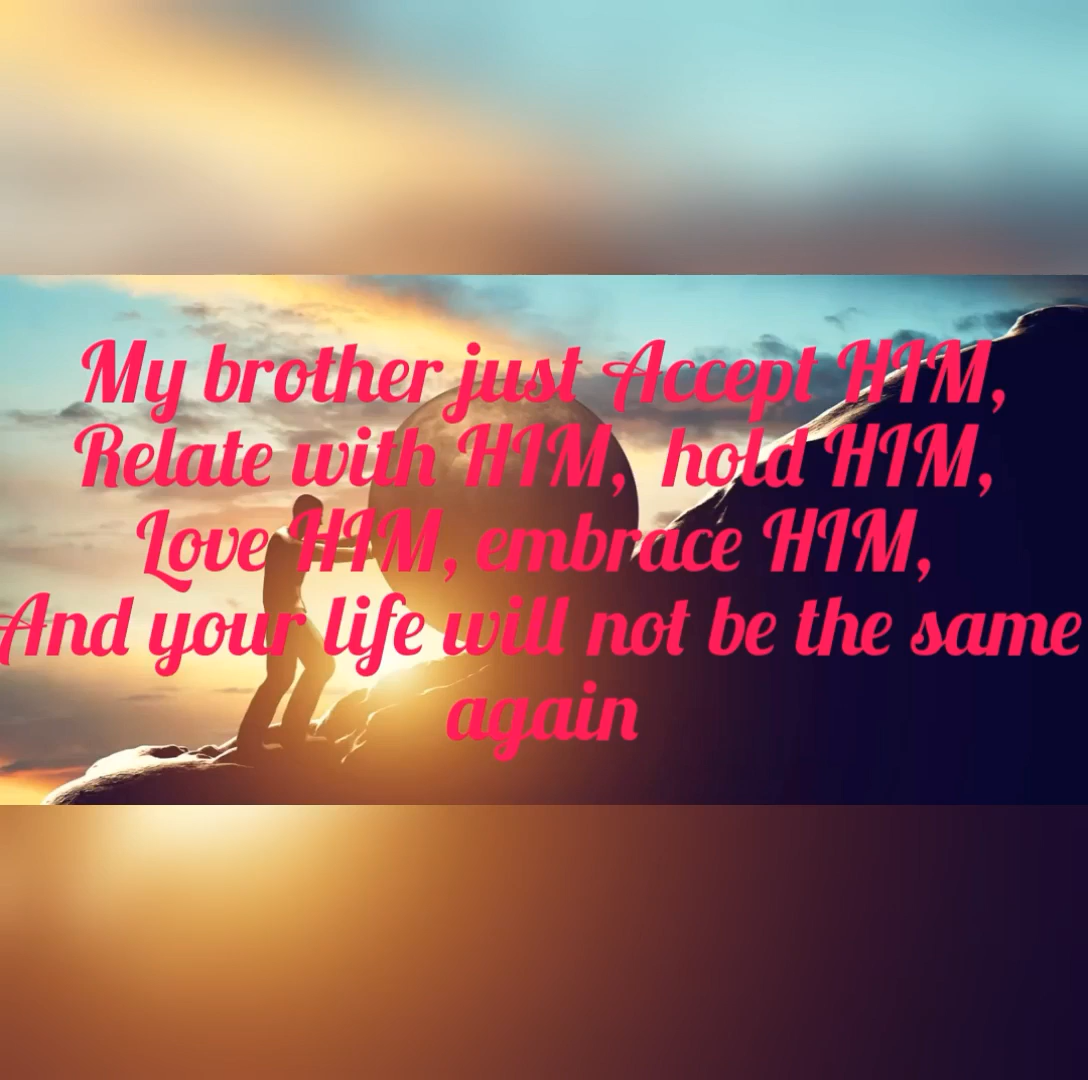 My brother just Accept HIM,
Relate with HIM,  hold HIM,
Love HIM, embrace HIM,
And your life will not be the same
again